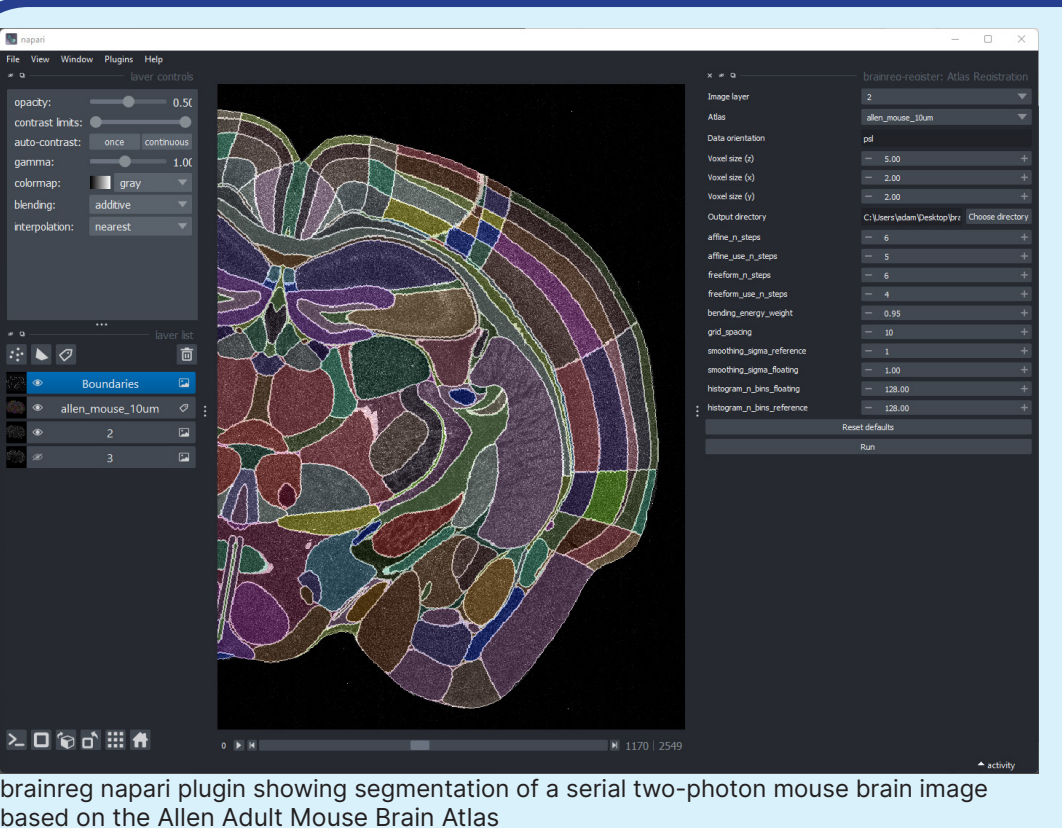 napari
File View Window Plugins Help
layer controls
opacity: 0.50
contrast limits:
auto-contrast: once continuous
gamma: 1.00
colormap: gray
blending: additive
interpolation: nearest
layer list
Boundaries
allen_mouse_10um
2
3
0 1170 | 2549
brainreg-register: Atlas Registration
Image layer 2
Atlas allen_mouse_10um
Data orientation psl
Voxel size (z) − 5.00 +
Voxel size (x) − 2.00 +
Voxel size (y) − 2.00 +
Output directory C:\Users\adam\Desktop\bra Choose directory
affine_n_steps − 6 +
affine_use_n_steps − 5 +
freeform_n_steps − 6 +
freeform_use_n_steps − 4 +
bending_energy_weight − 0.95 +
grid_spacing − 10 +
smoothing_sigma_reference − 1 +
smoothing_sigma_floating − 1.00 +
histogram_n_bins_floating − 128.00 +
histogram_n_bins_reference − 128.00 +
Reset defaults
Run
activity
brainreg napari plugin showing segmentation of a serial two-photon mouse brain image
based on the Allen Adult Mouse Brain Atlas